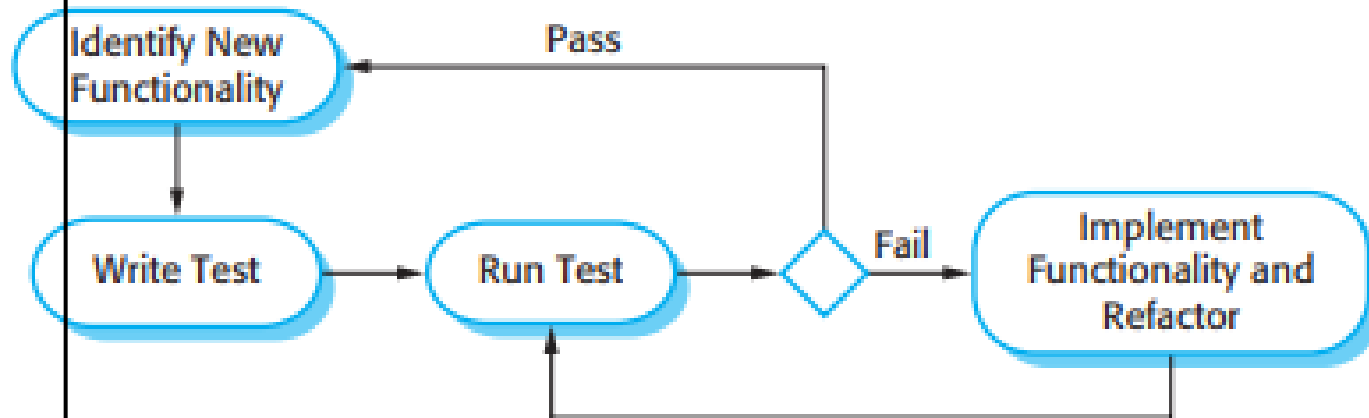 Identify New
Functionality
Pass
Write Test
Run Test
Fail
Implement
Functionality and
Refactor